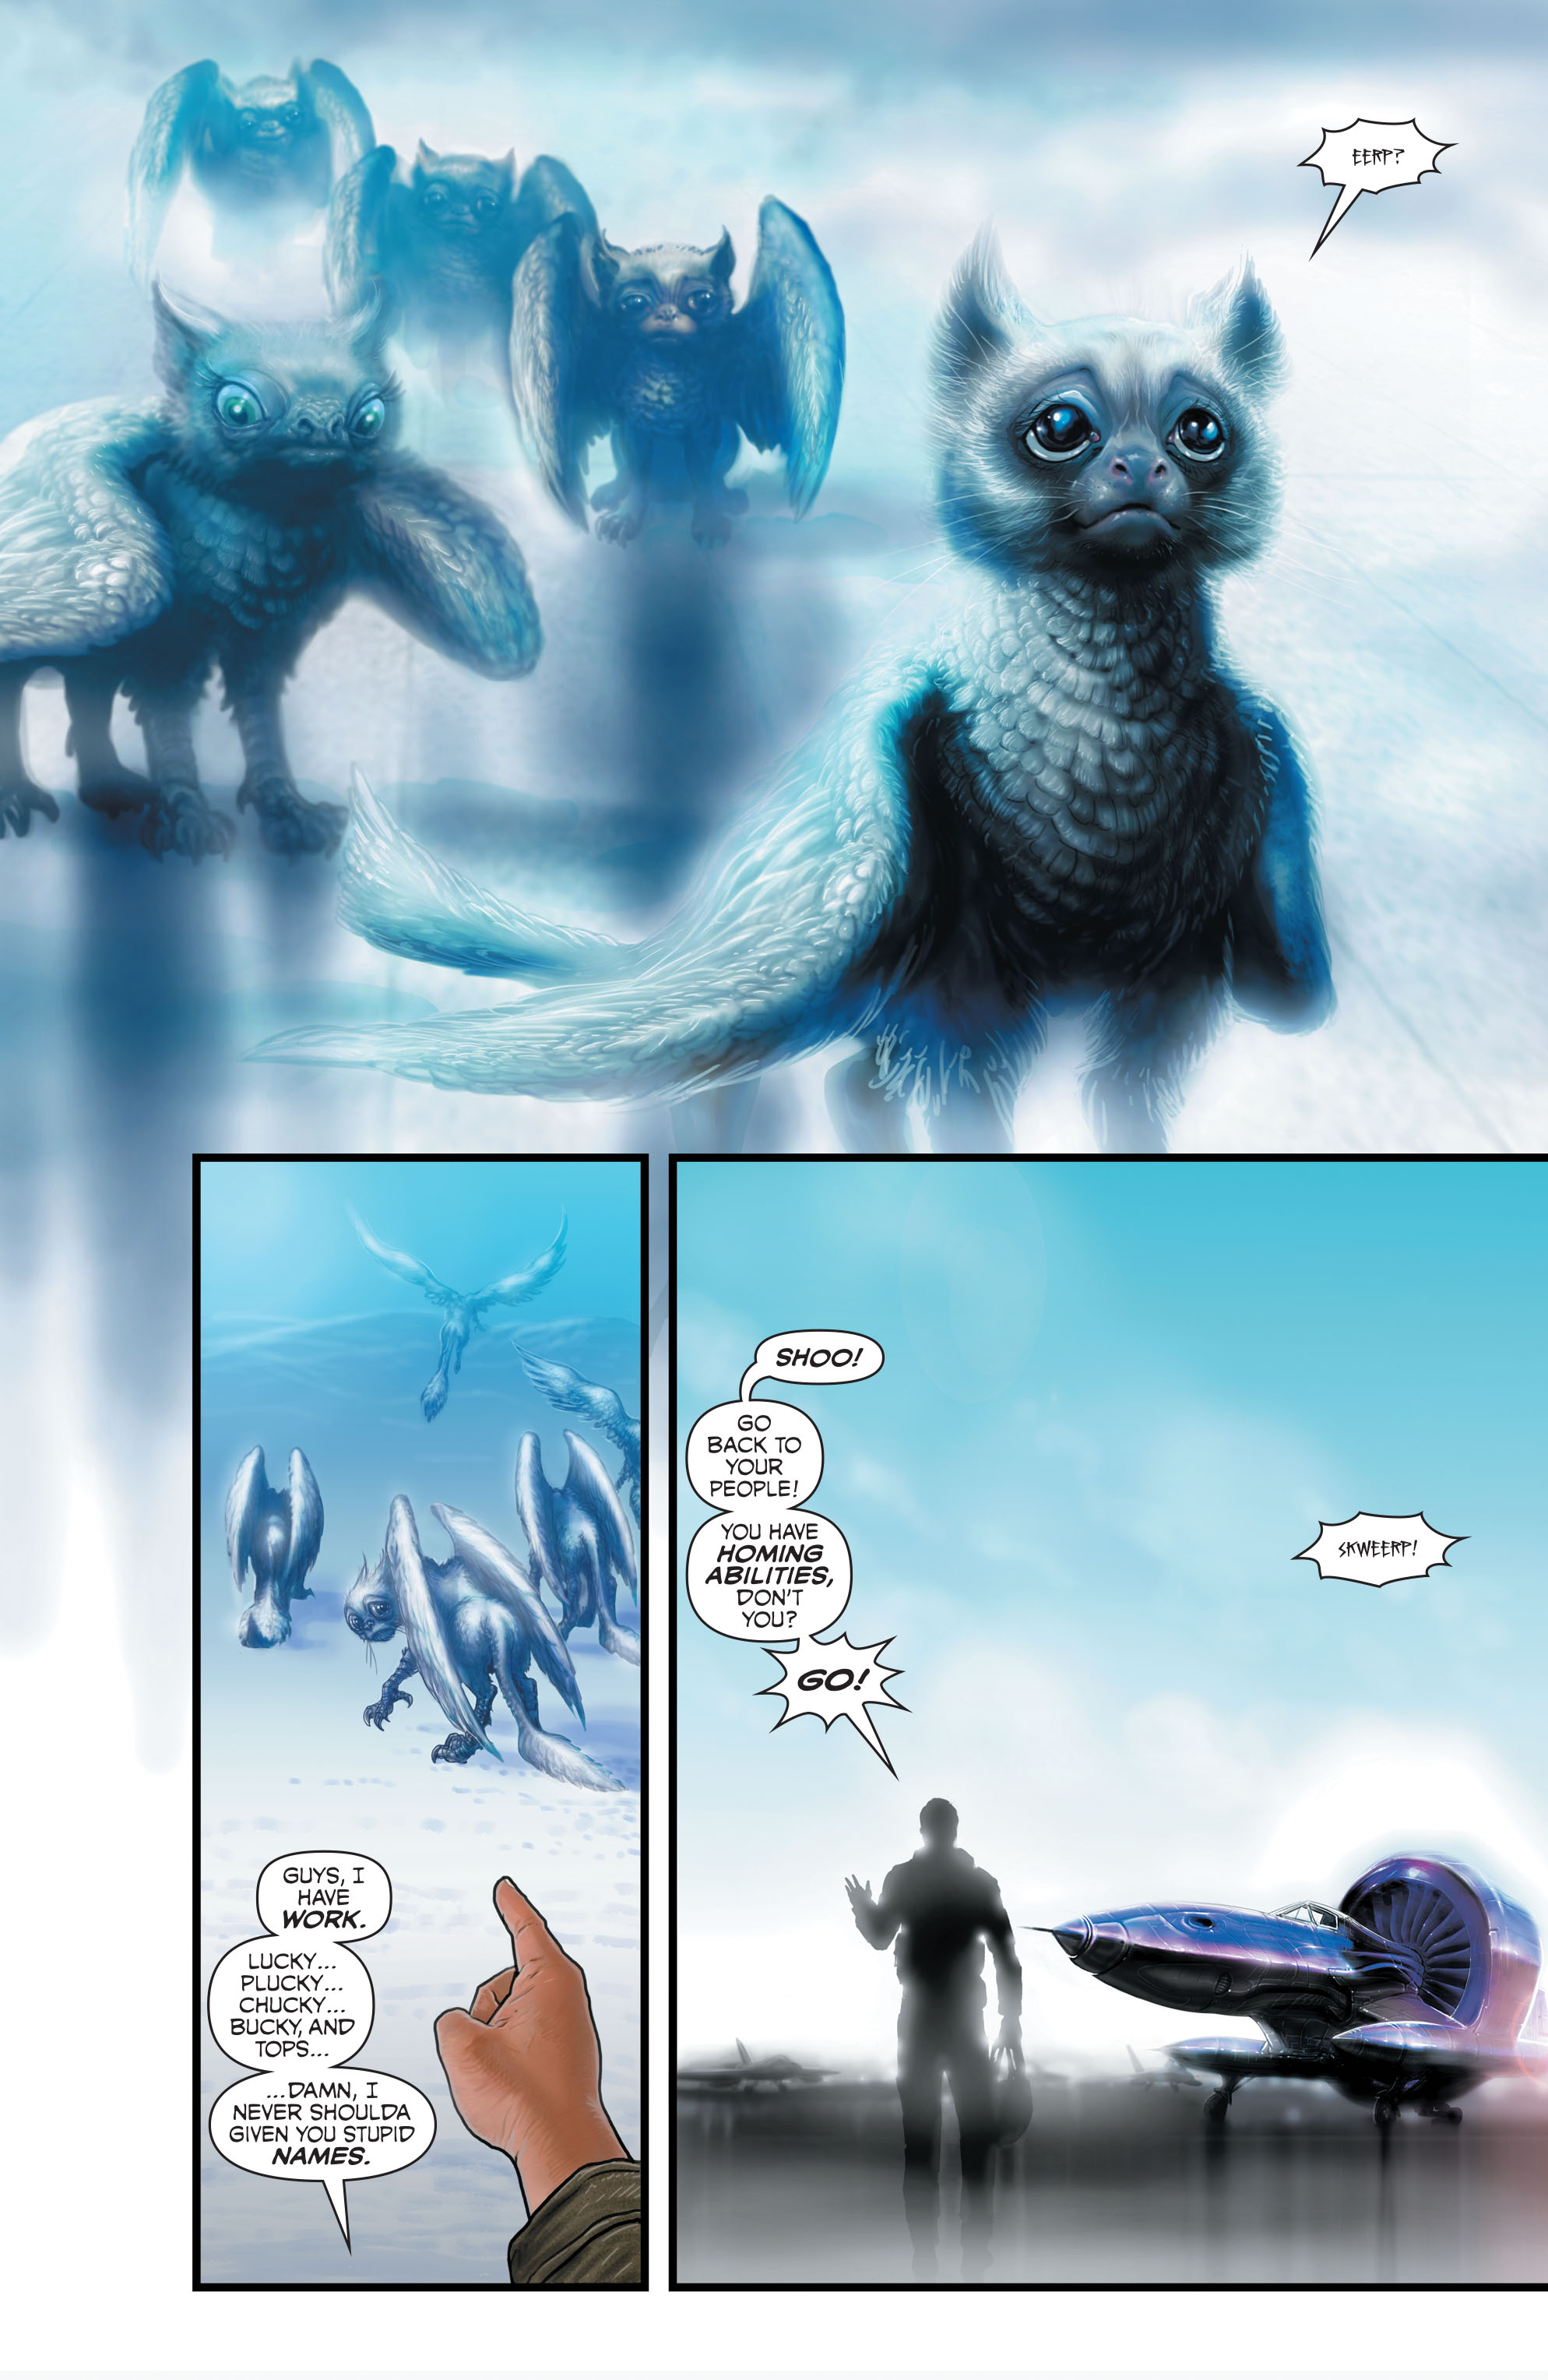 EERP?
GUYS, I
HAVE
WORK.
LUCKY...
PLUCKY...
CHUCKY...
BUCKY, AND
TOPS...
...DAMN, I
NEVER SHOULDA
GIVEN YOU STUPID
NAMES.
SHOO!
GO
BACK TO
YOUR
PEOPLE!
YOU HAVE
HOMING
ABILITIES,
DON'T
YOU?
GO!
SKWEERP!